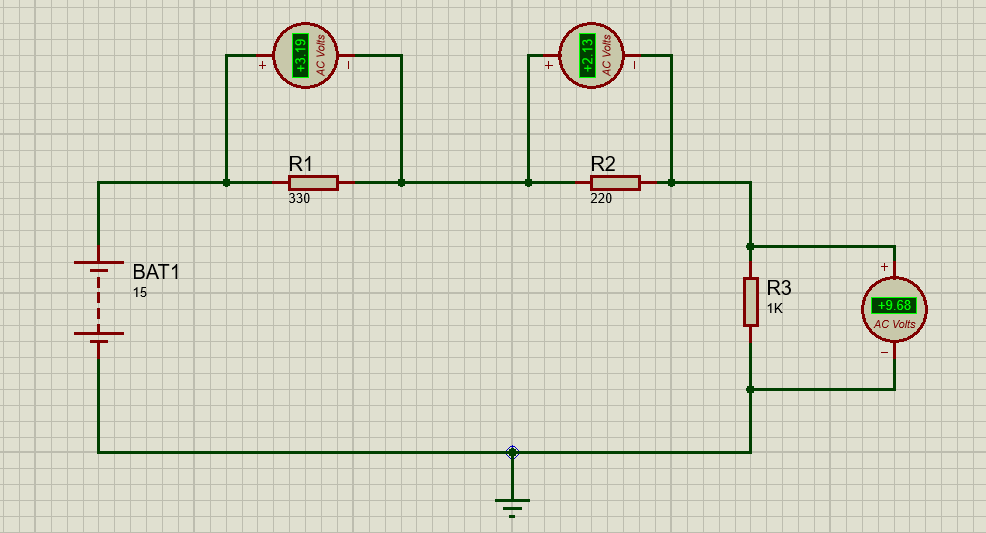 +3.19
AC Volts
+
−
+2.13
AC Volts
+
−
R1
330
R2
220
BAT1
15
R3
1K
+
+9.68
AC Volts
−